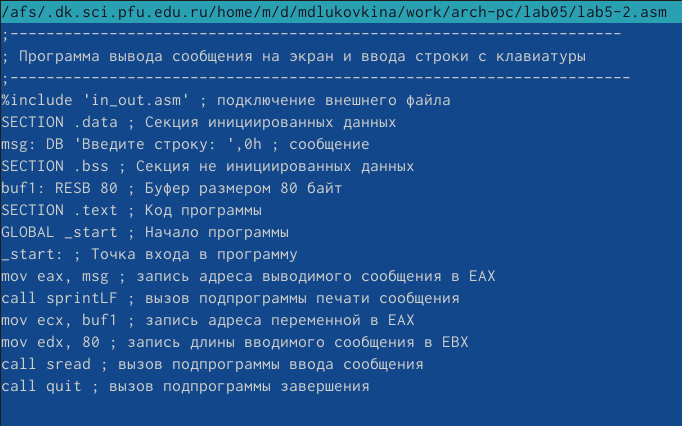 /afs/.dk.sci.pfu.edu.ru/home/m/d/mdlukovkina/work/arch-pc/lab05/lab5-2.asm
;--------------------------------------------------------------------
; Программа вывода сообщения на экран и ввода строки с клавиатуры
;---------------------------------------------------------------------
%include 'in_out.asm' ; подключение внешнего файла
SECTION .data ; Секция инициированных данных
msg: DB 'Введите строку: ',0h ; сообщение
SECTION .bss ; Секция не инициированных данных
buf1: RESB 80 ; Буфер размером 80 байт
SECTION .text ; Код программы
GLOBAL _start ; Начало программы
_start: ; Точка входа в программу
mov eax, msg ; запись адреса выводимого сообщения в EAX
call sprintLF ; вызов подпрограммы печати сообщения
mov ecx, buf1 ; запись адреса переменной в EAX
mov edx, 80 ; запись длины вводимого сообщения в EBX
call sread ; вызов подпрограммы ввода сообщения
call quit ; вызов подпрограммы завершения